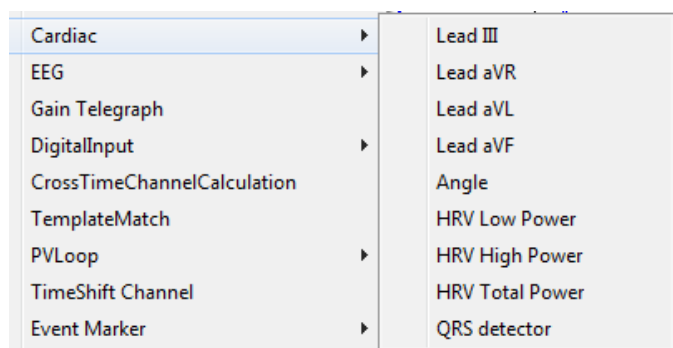 Cardiac
EEG
Gain Telegraph
DigitalInput
CrossTimeChannelCalculation
TemplateMatch
PVLoop
TimeShift Channel
Event Marker
Lead Ⅲ
Lead aVR
Lead aVL
Lead aVF
Angle
HRV Low Power
HRV High Power
HRV Total Power
QRS detector